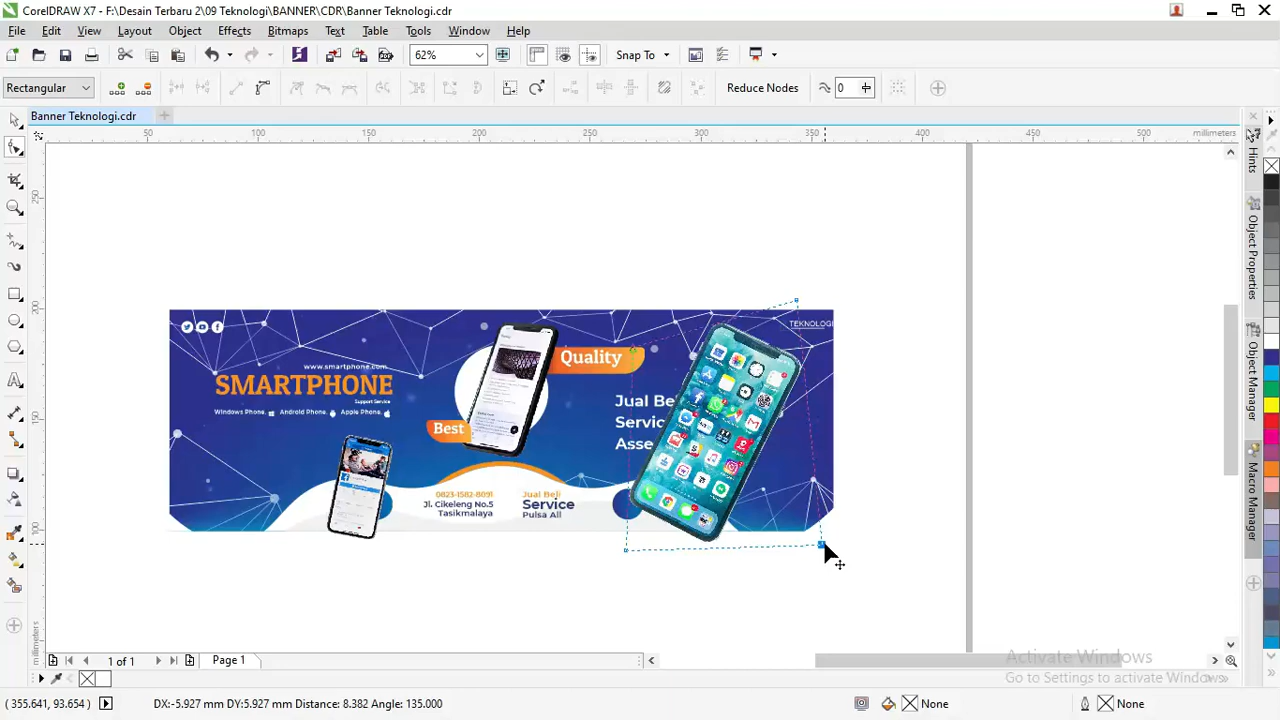 CorelDRAW X7 - F:\Desain Terbaru 2\09 Teknologi\BANNER\CDR\Banner Teknologi.cdr
File Edit View Layout Object Effects Bitmaps Text Table Tools Window Help
62% Snap To
Rectangular Reduce Nodes 0
Banner Teknologi.cdr
50 100 150 200 250 300 350 400 450 500 millimeters
250
200
150
100
millimeters
Hints
Object Properties
Object Manager
Macro Manager
TEKNOLOGI
www.smartphone.com
SMARTPHONE
Support Service
Windows Phone. Android Phone. Apple Phone.
Quality
Best
Jual Be
Servic
Asse
0823-1582-8891
Jl. Cikeleng No.5
Tasikmalaya
Jual Beli
Service
Pulsa All
1 of 1 Page 1
Activate Windows
Go to Settings to activate Windows.
(355.641, 93.654) DX:-5.927 mm DY:5.927 mm Distance: 8.382 Angle: 135.000 None None